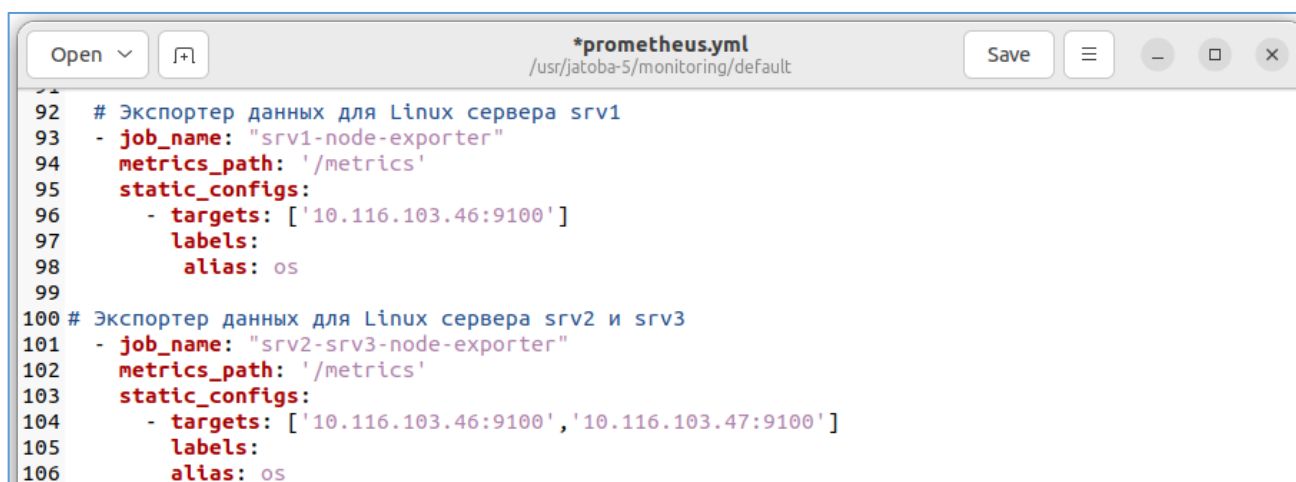 Open
*prometheus.yml
/usr/jatoba-5/monitoring/default
Save
91
92 # Экспортер данных для Linux сервера srv1
93 - job_name: "srv1-node-exporter"
94 metrics_path: '/metrics'
95 static_configs:
96 - targets: ['10.116.103.46:9100']
97 labels:
98 alias: os
99
100 # Экспортер данных для Linux сервера srv2 и srv3
101 - job_name: "srv2-srv3-node-exporter"
102 metrics_path: '/metrics'
103 static_configs:
104 - targets: ['10.116.103.46:9100','10.116.103.47:9100']
105 labels:
106 alias: os